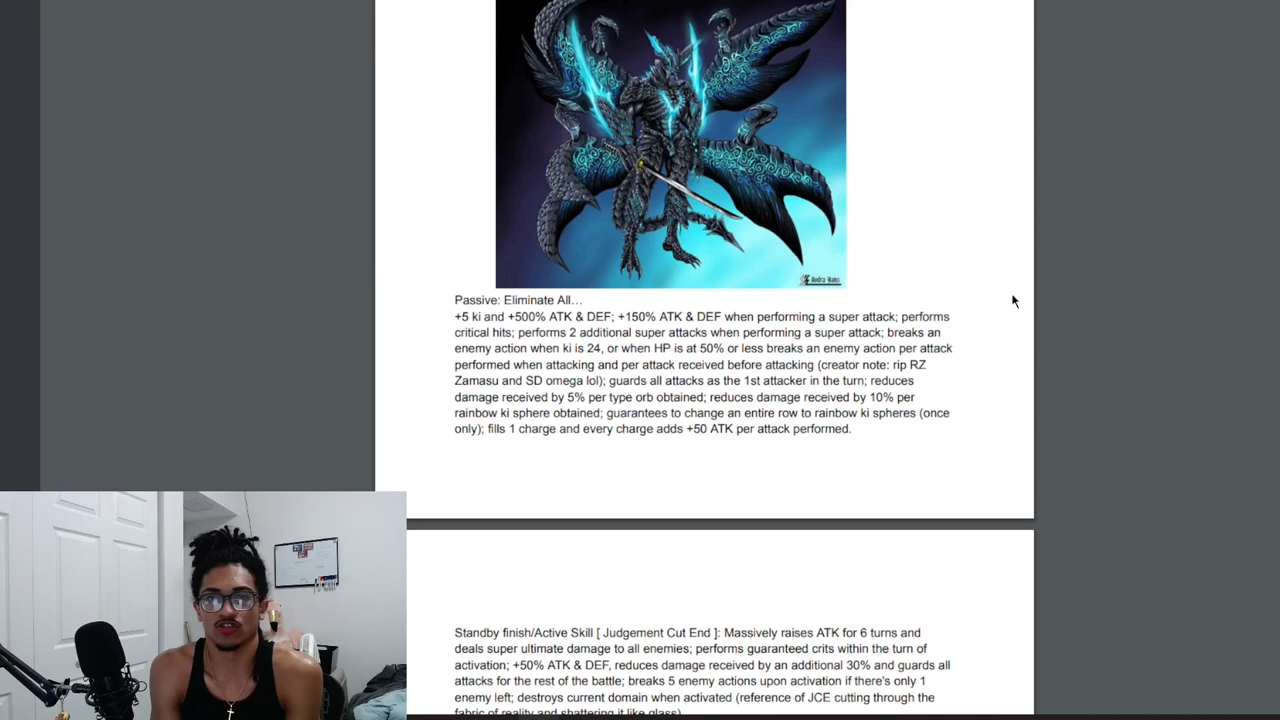 Passive: Eliminate All…
+5 ki and +500% ATK & DEF; +150% ATK & DEF when performing a super attack; performs
critical hits; performs 2 additional super attacks when performing a super attack; breaks an
enemy action when ki is 24, or when HP is at 50% or less breaks an enemy action per attack
performed when attacking and per attack received before attacking (creator note: rip RZ
Zamasu and SD omega lol); guards all attacks as the 1st attacker in the turn; reduces
damage received by 5% per type orb obtained; reduces damage received by 10% per
rainbow ki sphere obtained; guarantees to change an entire row to rainbow ki spheres (once
only); fills 1 charge and every charge adds +50 ATK per attack performed.
Standby finish/Active Skill [ Judgement Cut End ]: Massively raises ATK for 6 turns and
deals super ultimate damage to all enemies; performs guaranteed crits within the turn of
activation; +50% ATK & DEF, reduces damage received by an additional 30% and guards all
attacks for the rest of the battle; breaks 5 enemy actions upon activation if there's only 1
enemy left; destroys current domain when activated (reference of JCE cutting through the
fabric of reality and shattering it like glass)